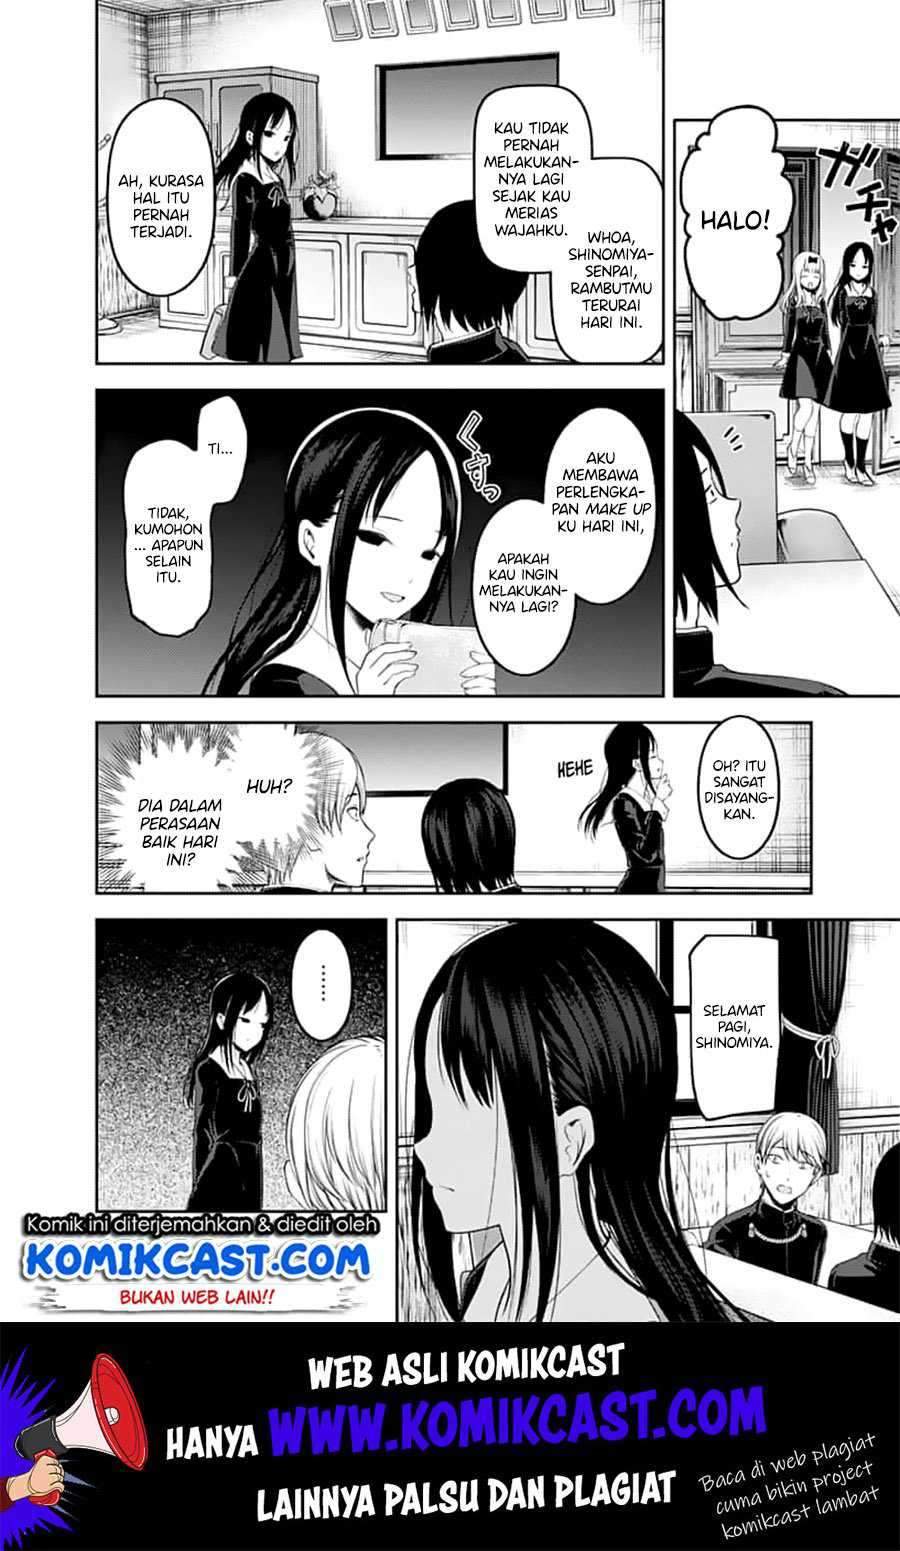 HALO!
ガチャ
WHOA,
SHINOMIYA-
SENPAI,
RAMBUTMU
TERURAI
HARI INI.
KAU TIDAK
PERNAH
MELAKUKAN-
NYA LAGI
SEJAK KAU
MERIAS
WAJAHKU.
AH, KURASA
HAL ITU
PERNAH
TERJADI.
AKU
MEMBAWA
PERLENGKA-
PAN MAKE UP
KU HARI INI,
APAKAH
KAU INGIN
MELAKUKAN-
NYA LAGI?
くすっ
TI...
TIDAK,
KUMOHON
... APAPUN
SELAIN
ITU.
OH? ITU
SANGAT
DISAYANG-
KAN.
HEHE
HUH?
DIA DALAM
PERASAAN
BAIK HARI
INI?
SELAMAT
PAGI,
SHINOMIYA.
......
Komik ini diterjemahkan & diedit oleh
KOMIKCAST.COM
BUKAN WEB LAIN!!
WEB ASLI KOMIKCAST
HANYA WWW.KOMIKCAST.COM
LAINNYA PALSU DAN PLAGIAT
Baca di web plagiat
cuma bikin project
komikcast lambat